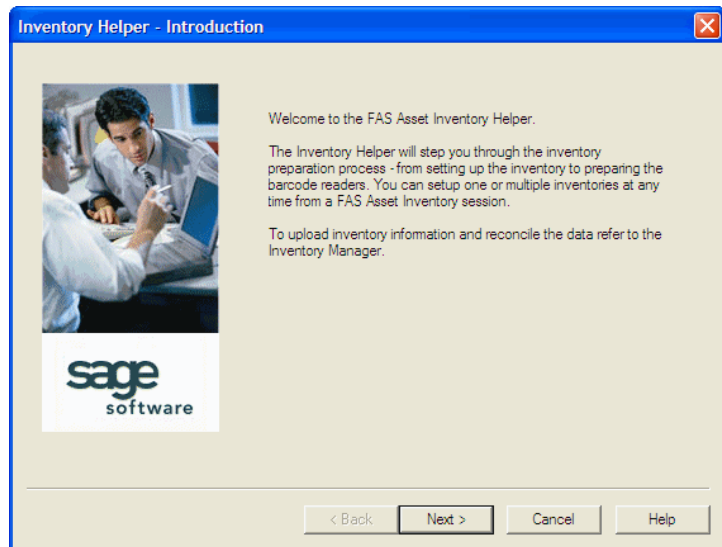 Inventory Helper - Introduction
Welcome to the FAS Asset Inventory Helper.
The Inventory Helper will step you through the inventory
preparation process - from setting up the inventory to preparing the
barcode readers. You can setup one or multiple inventories at any
time from a FAS Asset Inventory session.
To upload inventory information and reconcile the data refer to the
Inventory Manager.
sage
software
< Back
Next >
Cancel
Help